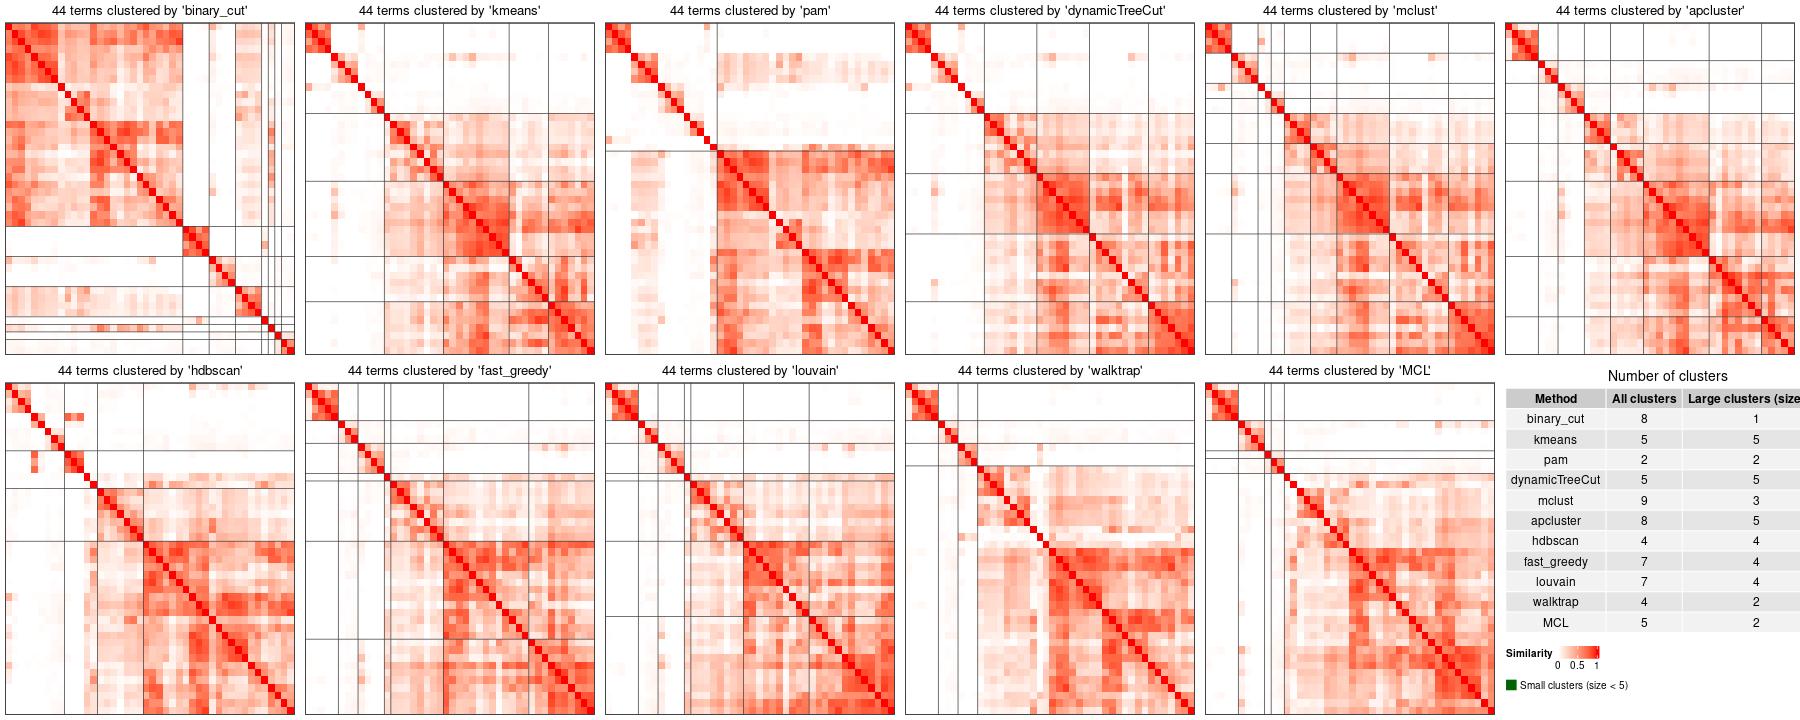 44 terms clustered by 'binary_cut'
44 terms clustered by 'kmeans'
44 terms clustered by 'pam'
44 terms clustered by 'dynamicTreeCut'
44 terms clustered by 'mclust'
44 terms clustered by 'apcluster'
44 terms clustered by 'hdbscan'
44 terms clustered by 'fast_greedy'
44 terms clustered by 'louvain'
44 terms clustered by 'walktrap'
44 terms clustered by 'MCL'
Number of clusters
Method All clusters Large clusters (size
binary_cut 8 1
kmeans 5 5
pam 2 2
dynamicTreeCut 5 5
mclust 9 3
apcluster 8 5
hdbscan 4 4
fast_greedy 7 4
louvain 7 4
walktrap 4 2
MCL 5 2
Similarity
0 0.5 1
Small clusters (size < 5)